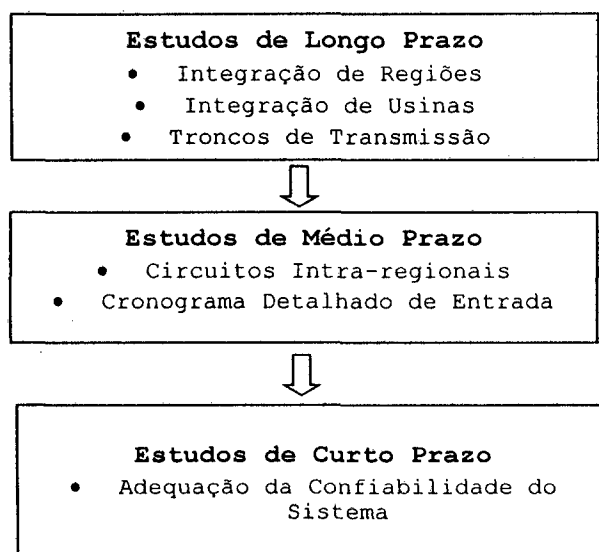 Estudos de Longo Prazo
• Integração de Regiões
• Integração de Usinas
• Troncos de Transmissão
Estudos de Médio Prazo
• Circuitos Intra-regionais
• Cronograma Detalhado de Entrada
Estudos de Curto Prazo
• Adequação da Confiabilidade do
Sistema